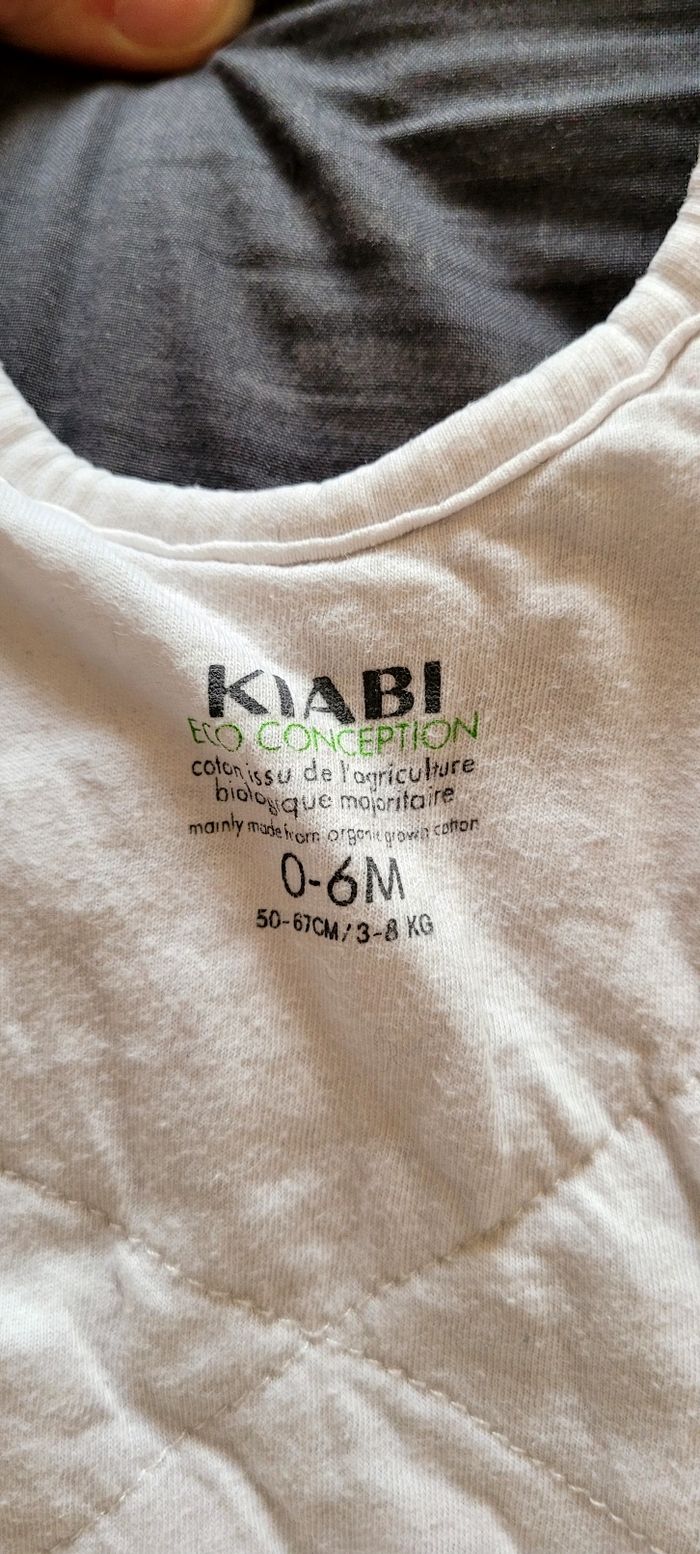 KIABI
ECO CONCEPTION
coton issu de l'agriculture
biologique majoritaire
mainly made from organic grown cotton
0-6M
50-67CM/3-8 KG